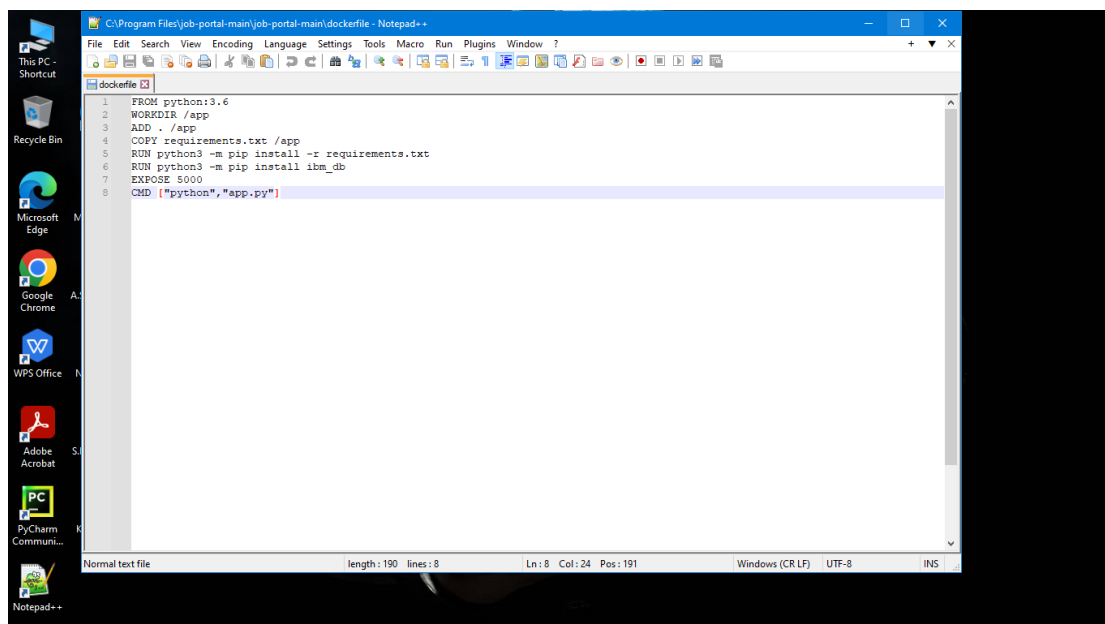 C:\Program Files\job-portal-main\job-portal-main\dockerfile - Notepad++
File Edit Search View Encoding Language Settings Tools Macro Run Plugins Window ?
dockerfile
1 FROM python:3.6
2 WORKDIR /app
3 ADD . /app
4 COPY requirements.txt /app
5 RUN python3 -m pip install -r requirements.txt
6 RUN python3 -m pip install ibm_db
7 EXPOSE 5000
8 CMD ["python","app.py"]
Normal text file length : 190 lines : 8 Ln : 8 Col : 24 Pos : 191 Windows (CR LF) UTF-8 INS
This PC -
Shortcut
Recycle Bin
Microsoft
Edge
Google
Chrome
WPS Office
Adobe
Acrobat
PyCharm
Communi...
Notepad++